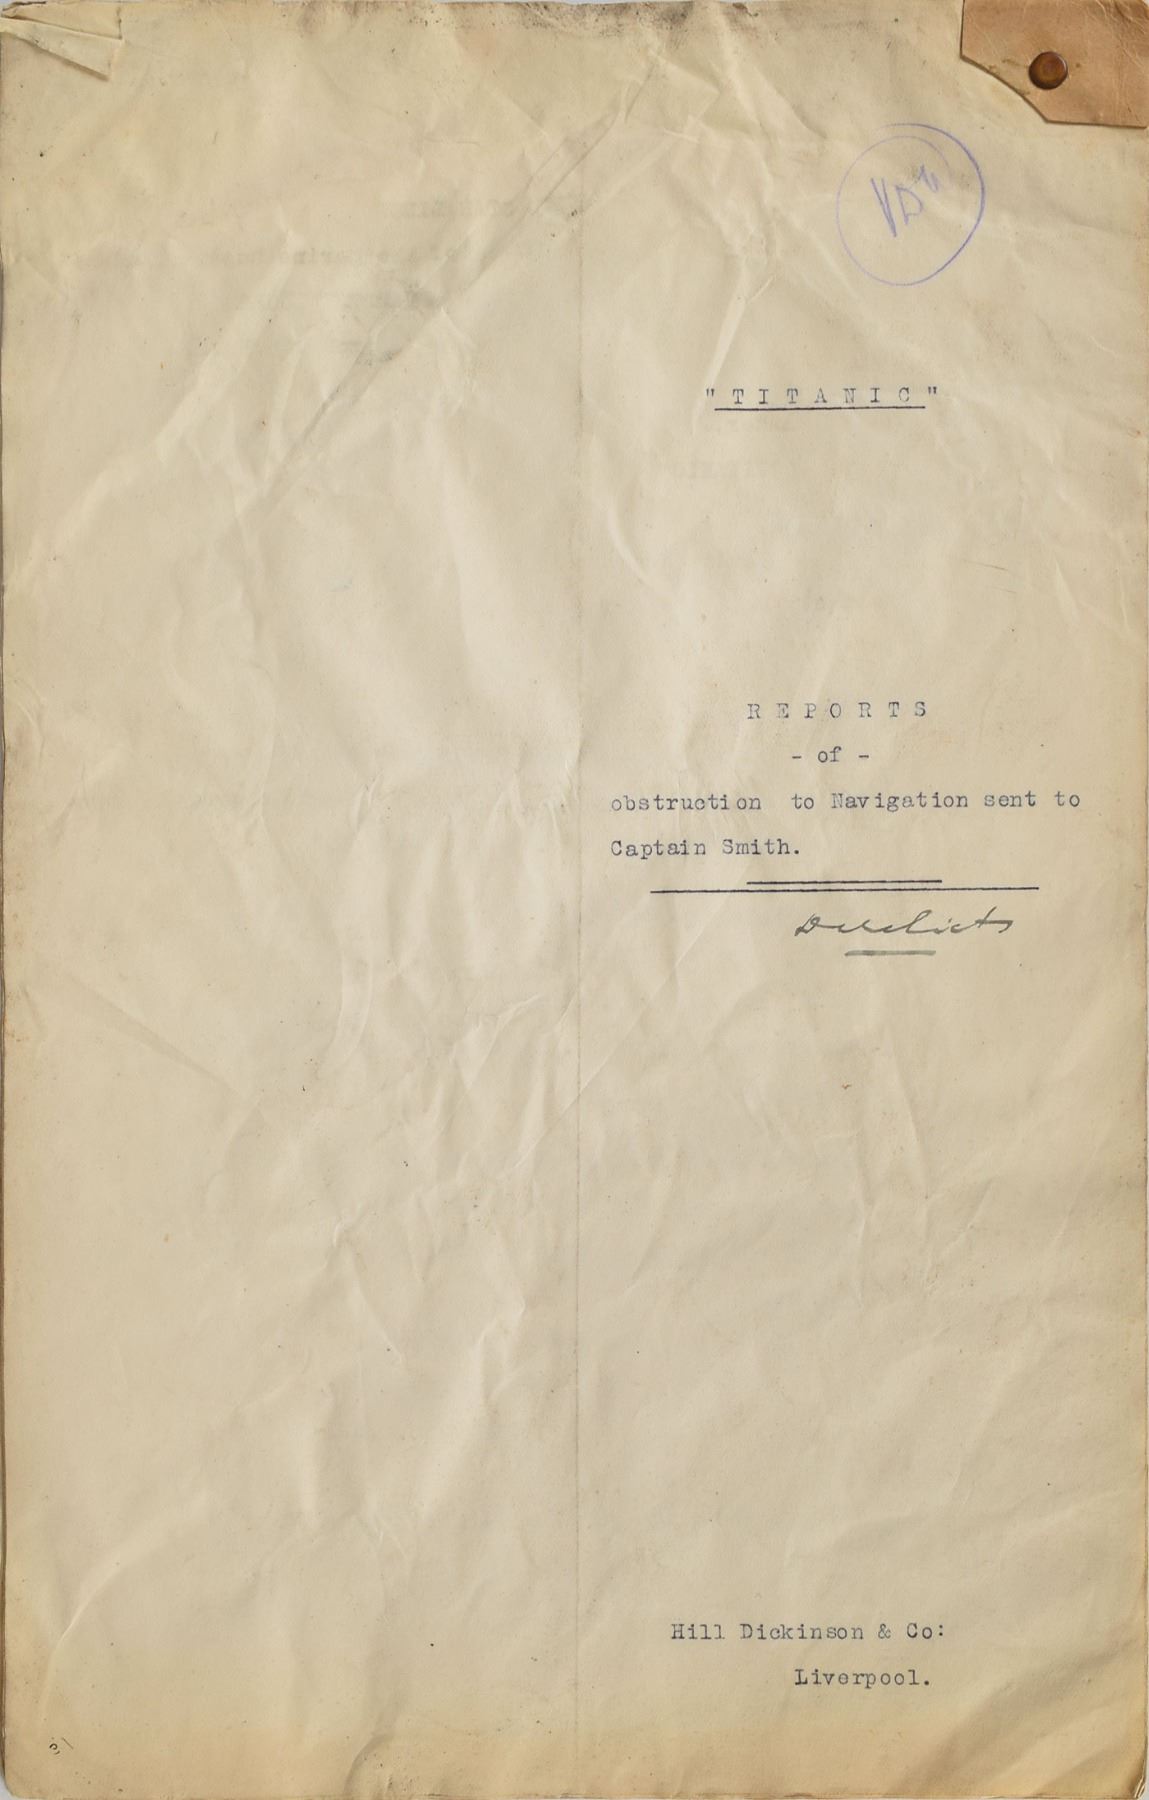 "TITANIC"
REPORTS
- of -
obstruction to Navigation sent to
Captain Smith.
Derelicts
Hill Dickinson & Co:
Liverpool.